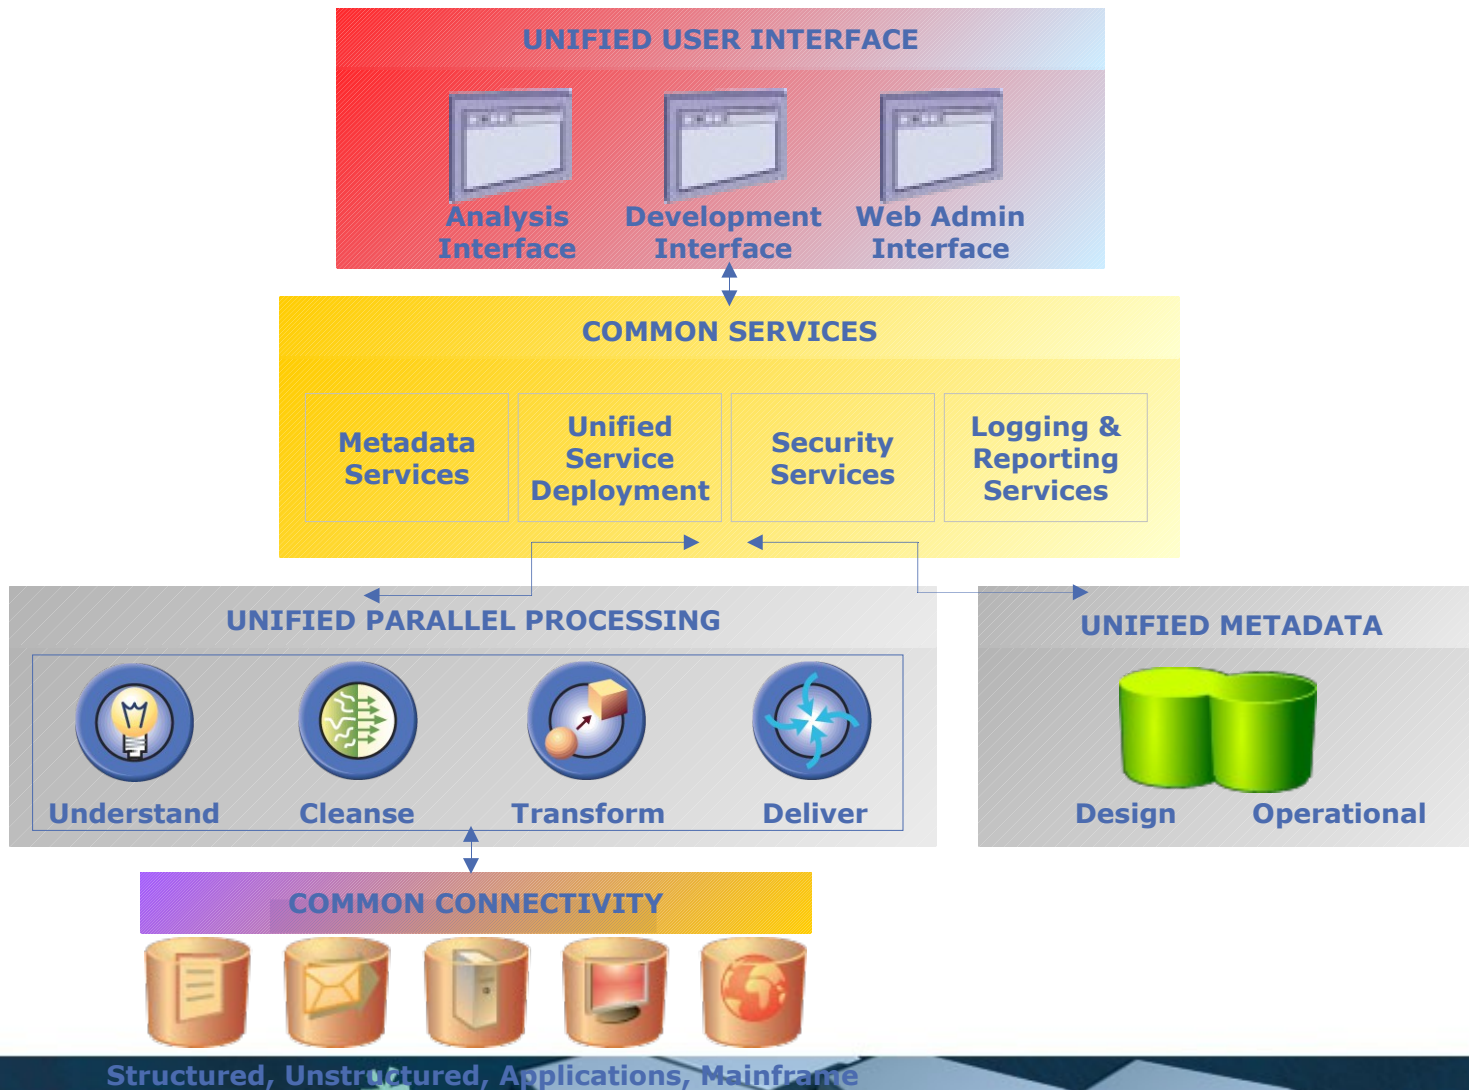 UNIFIED USER INTERFACE
Analysis Interface
Development Interface
Web Admin Interface
COMMON SERVICES
Metadata Services
Unified Service Deployment
Security Services
Logging & Reporting Services
UNIFIED PARALLEL PROCESSING
Understand
Cleanse
Transform
Deliver
UNIFIED METADATA
Design
Operational
COMMON CONNECTIVITY
Structured, Unstructured, Applications, Mainframe